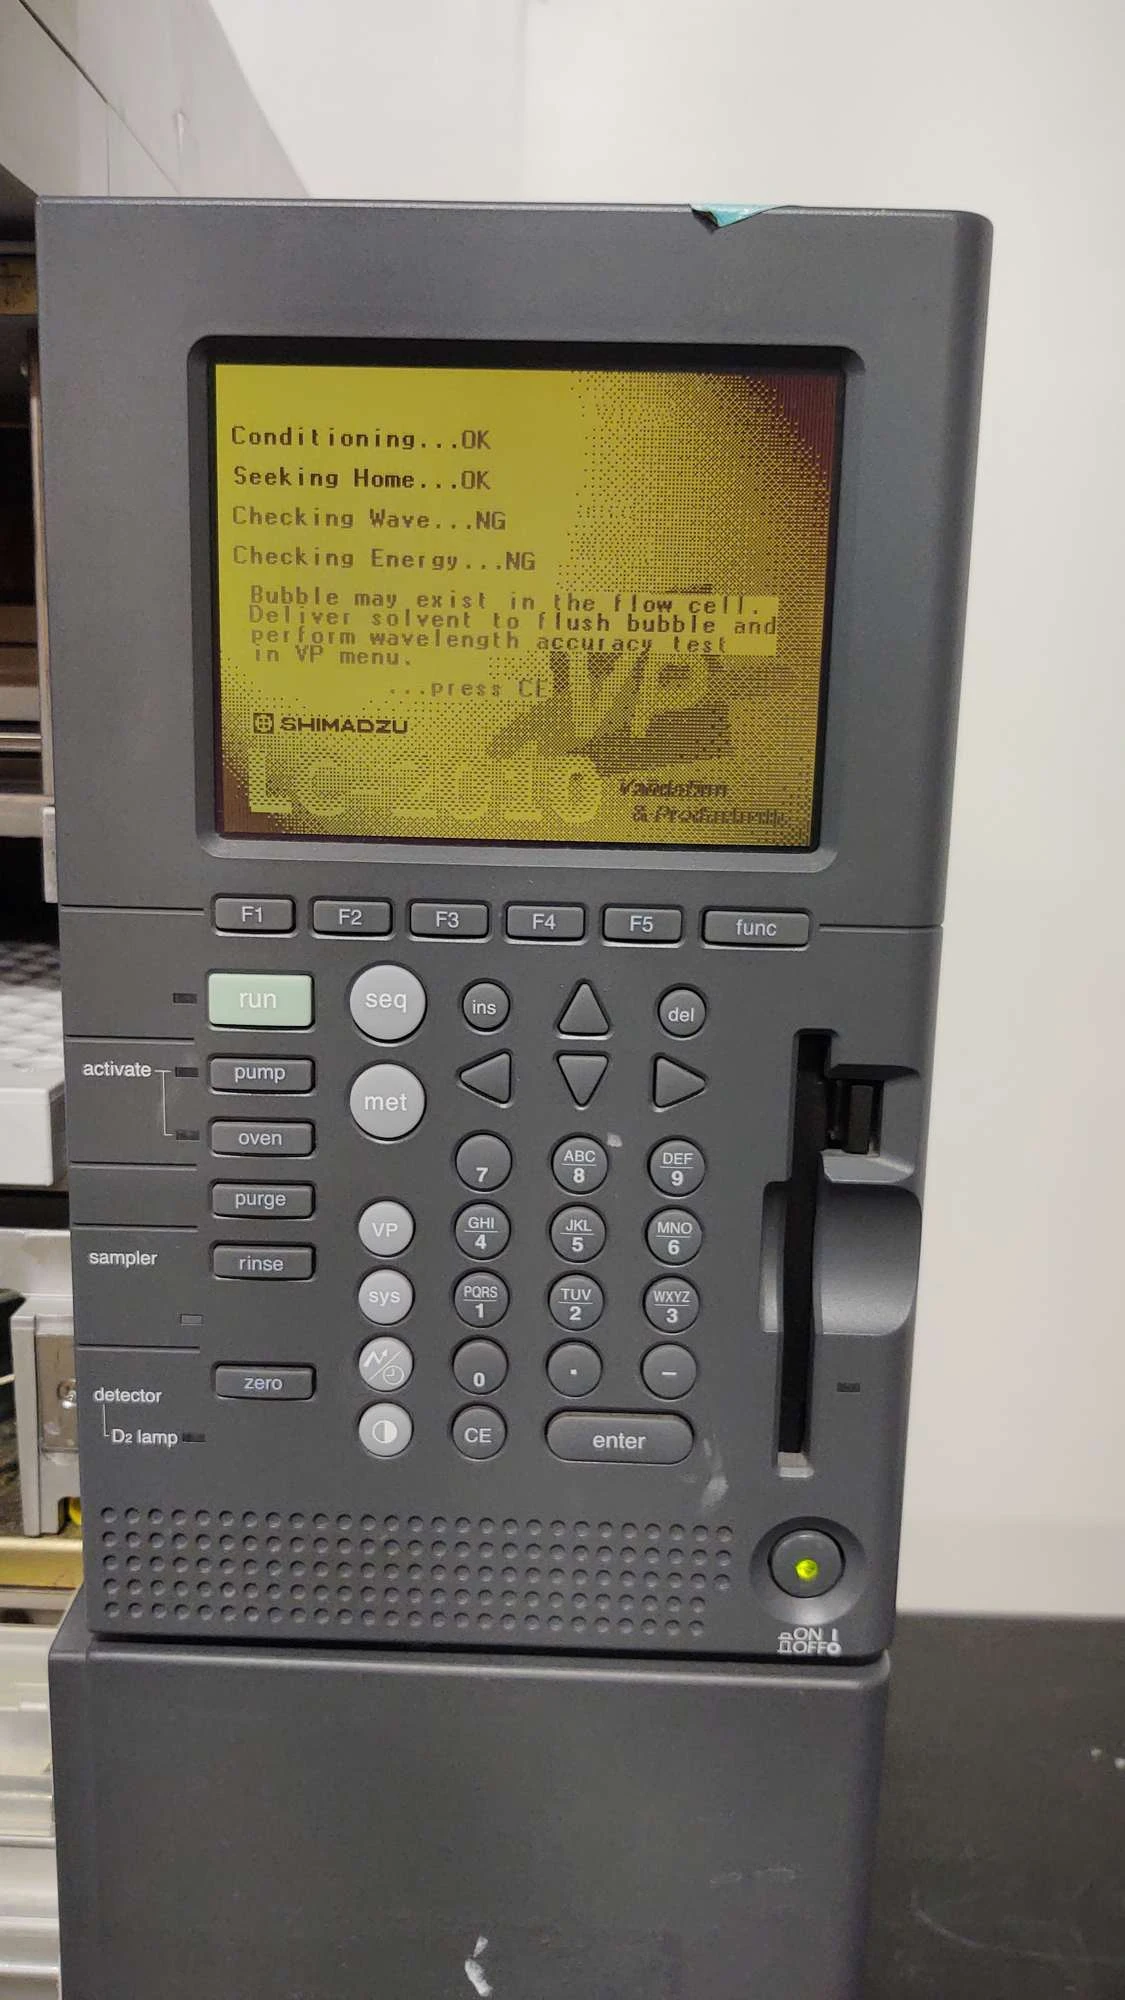 Conditioning...OK
Seeking Home...OK
Checking Wave...NG
Checking Energy...NG
Bubble may exist in the flow cell.
Deliver solvent to flush bubble and
perform wavelength accuracy test
in VP menu.
...press CE
VP
SHIMADZU
LC-2010
& Productivity
F1 F2 F3 F4 F5 func
run seq ins del
activate pump met
oven
7 ABC 8 DEF 9
purge
VP GHI 4 JKL 5 MNO 6
sampler rinse
sys PQRS 1 TUV 2 WXYZ 3
zero 0 . –
detector
D2 lamp CE enter
ON I
OFF O